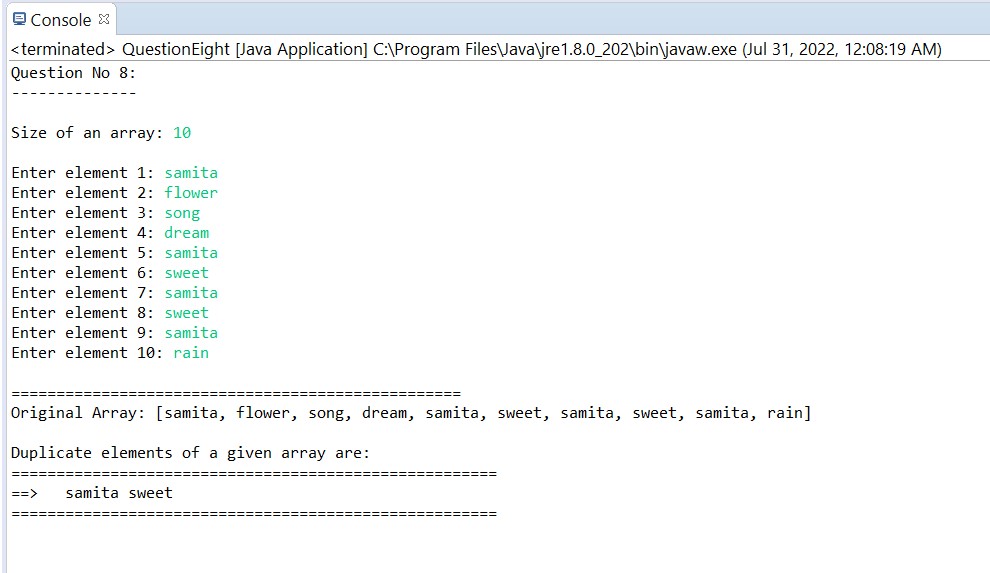 Console
<terminated> QuestionEight [Java Application] C:\Program Files\Java\jre1.8.0_202\bin\javaw.exe (Jul 31, 2022, 12:08:19 AM)
Question No 8:
--------------
Size of an array: 10
Enter element 1: samita
Enter element 2: flower
Enter element 3: song
Enter element 4: dream
Enter element 5: samita
Enter element 6: sweet
Enter element 7: samita
Enter element 8: sweet
Enter element 9: samita
Enter element 10: rain
==================================================
Original Array: [samita, flower, song, dream, samita, sweet, samita, sweet, samita, rain]
Duplicate elements of a given array are:
======================================================
==>   samita sweet
======================================================